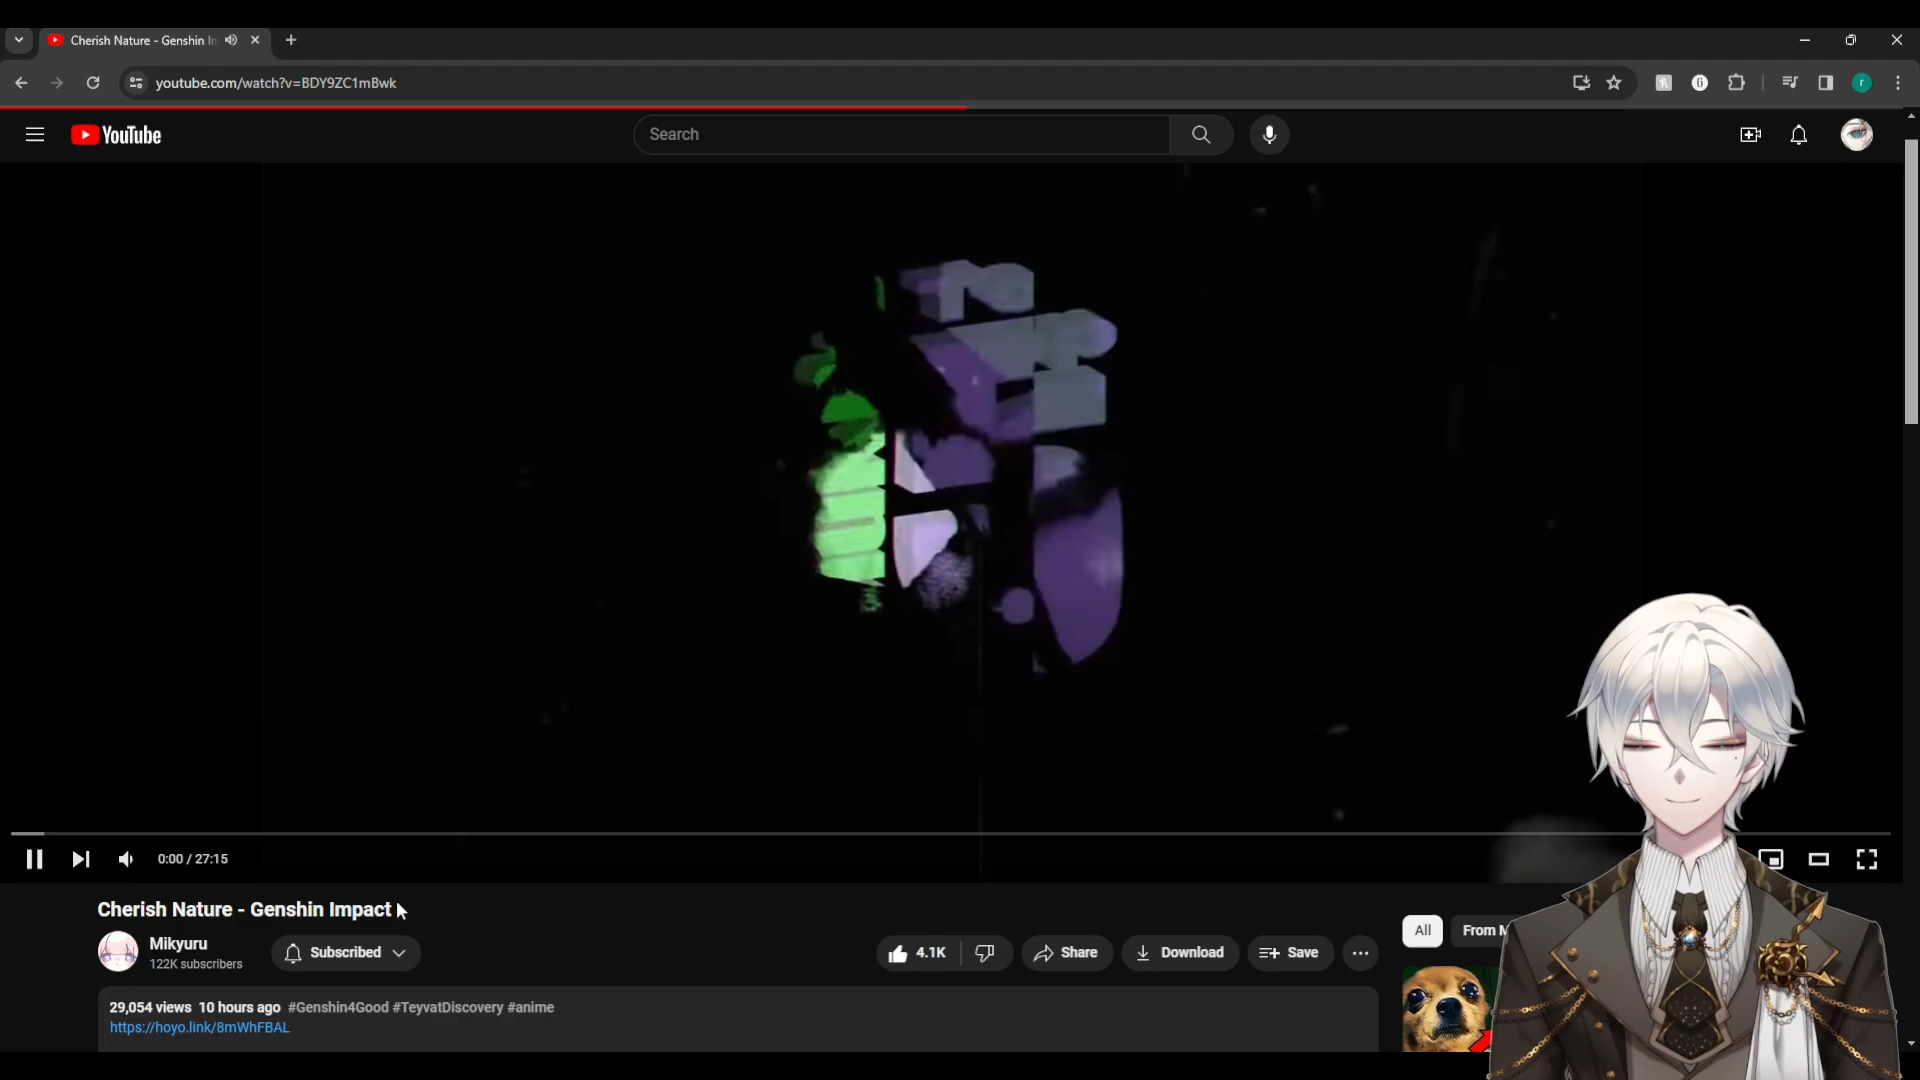 Cherish Nature - Genshin In
youtube.com/watch?v=BDY9ZC1mBwk
r
YouTube
Search
0:00 / 27:15
Cherish Nature - Genshin Impact
Mikyuru
122K subscribers
Subscribed
4.1K
Share
Download
Save
All
From M
29,054 views 10 hours ago #Genshin4Good #TeyvatDiscovery #anime
https://hoyo.link/8mWhFBAL